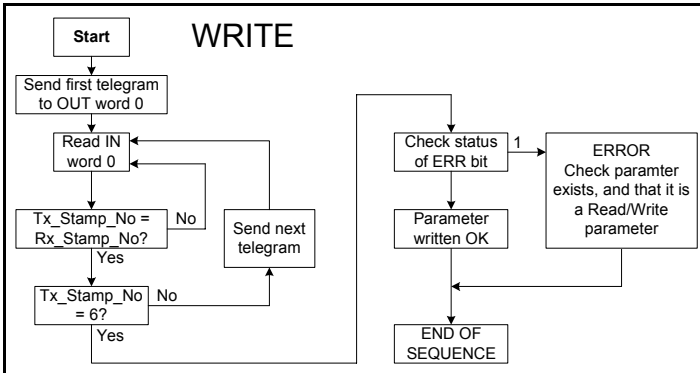 WRITE
Start
Send first telegram
to OUT word 0
Read IN
word 0
Tx_Stamp_No =
Rx_Stamp_No?
No
Yes
Send next
telegram
Tx_Stamp_No
= 6?
No
Yes
Check status
of ERR bit
1
ERROR
Check paramter
exists, and that it is
a Read/Write
parameter
Parameter
written OK
END OF
SEQUENCE